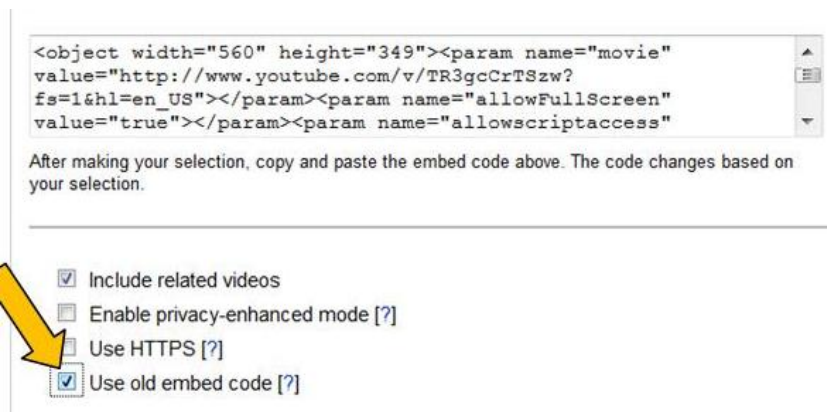 <object width="560" height="349"><param name="movie"
value="http://www.youtube.com/v/TR3gcCrTSzw?
fs=1&hl=en_US"></param><param name="allowFullScreen"
value="true"></param><param name="allowscriptaccess"
After making your selection, copy and paste the embed code above. The code changes based on
your selection.
Include related videos
Enable privacy-enhanced mode [?]
Use HTTPS [?]
Use old embed code [?]